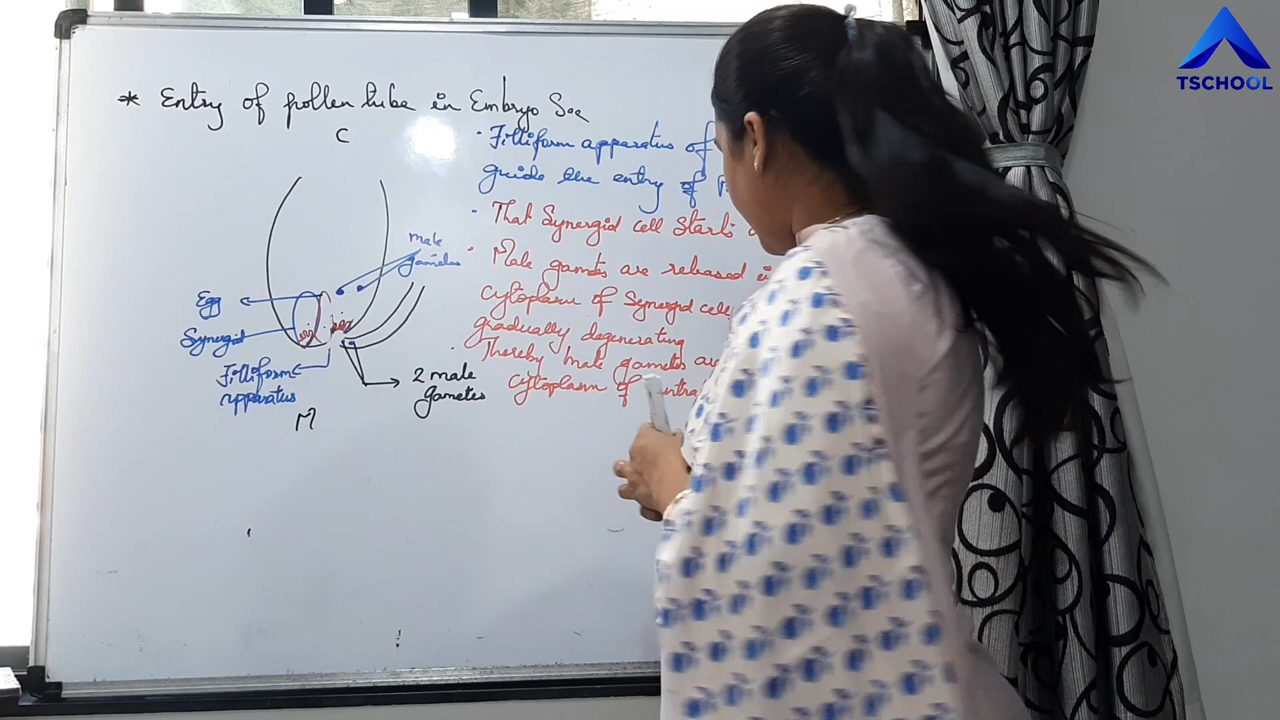 * Entry of pollen tube in Embryo Sac
C
• Filliform apparatus of
guide the entry of
• That Synergid cell starts
• Male gametes are released in
cytoplasm of Synergid cell
gradually degenerating
• Thereby male gametes are
cytoplasm of
male
gametes
Egg
Synergid
Filliform
apparatus
2 male
Gametes
M
TSCHOOL